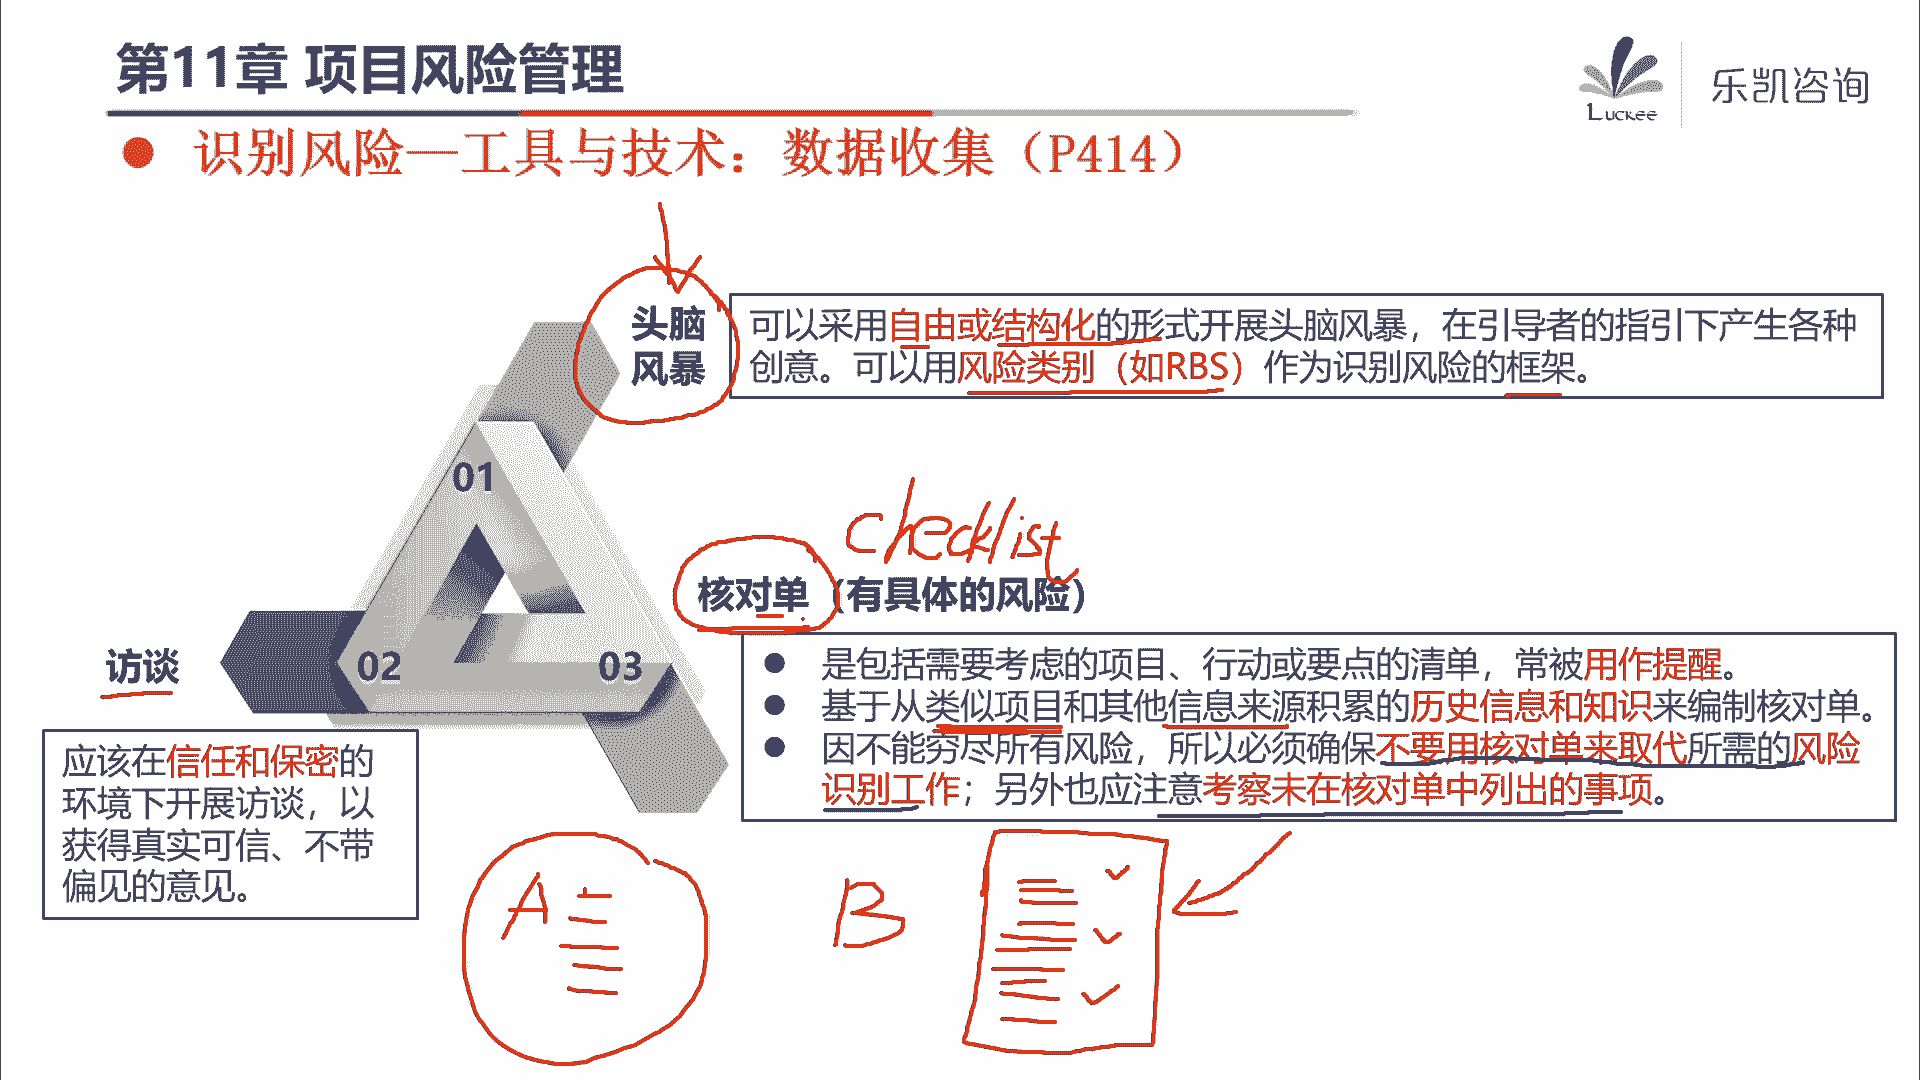 第11章 项目风险管理
Luckee
乐凯咨询
● 识别风险—工具与技术：数据收集（P414）
头脑
风暴
可以采用自由或结构化的形式开展头脑风暴，在引导者的指引下产生各种
创意。可以用风险类别（如RBS）作为识别风险的框架。
01
checklist
核对单（有具体的风险）
访谈
02
03
● 是包括需要考虑的项目、行动或要点的清单，常被用作提醒。
● 基于从类似项目和其他信息来源积累的历史信息和知识来编制核对单。
● 因不能穷尽所有风险，所以必须确保不要用核对单来取代所需的风险
识别工作；另外也应注意考察未在核对单中列出的事项。
应该在信任和保密的
环境下开展访谈，以
获得真实可信、不带
偏见的意见。
A
B